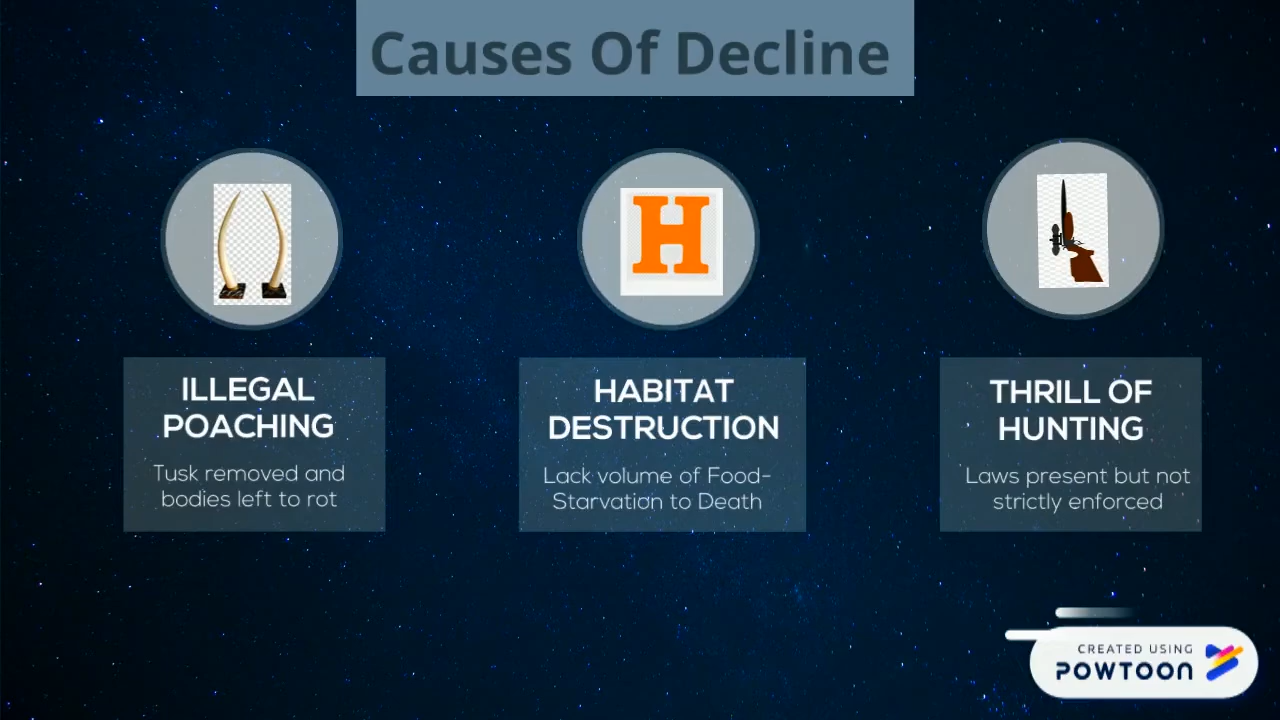 Causes Of Decline
H
ILLEGAL
POACHING
Tusk removed and
bodies left to rot
HABITAT
DESTRUCTION
Lack volume of Food-
Starvation to Death
THRILL OF
HUNTING
Laws present but not
strictly enforced
CREATED USING
POWTOON